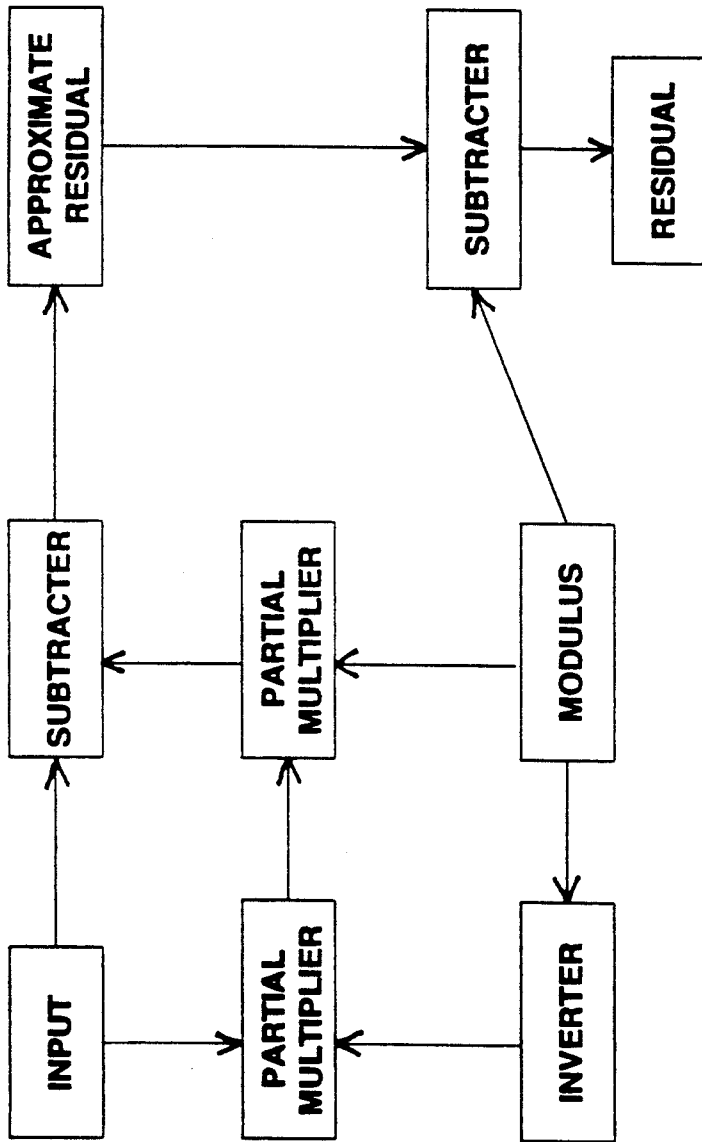 INPUT
SUBTRACTER
APPROXIMATE
RESIDUAL
PARTIAL
MULTIPLIER
PARTIAL
MULTIPLIER
SUBTRACTER
INVERTER
MODULUS
RESIDUAL